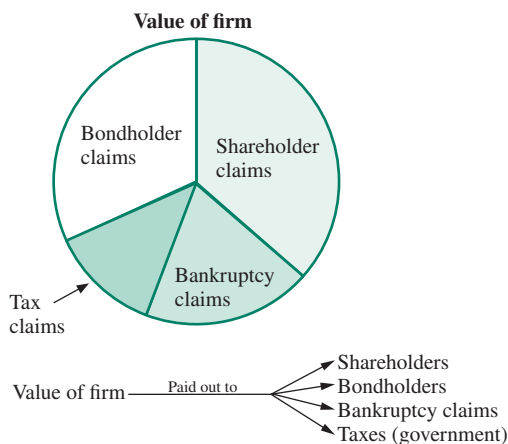 Value of firm
Bondholder
claims
Shareholder
claims
Bankruptcy
claims
Tax
claims
Value of firm
Paid out to
Shareholders
Bondholders
Bankruptcy claims
Taxes (government)